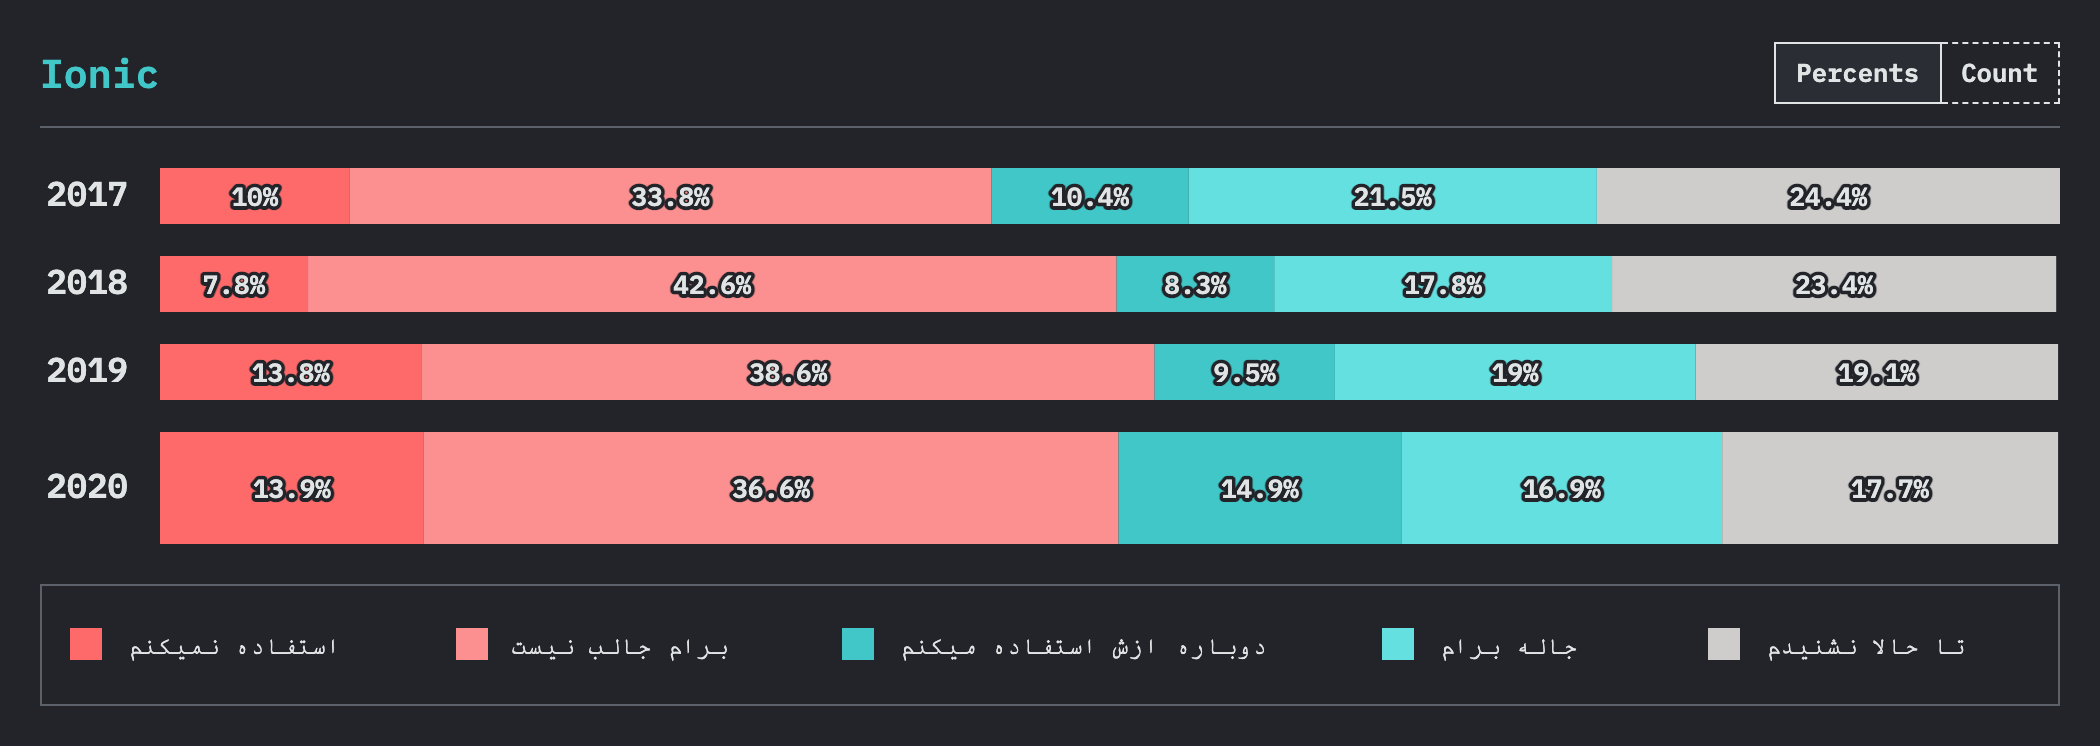 Ionic
Percents Count
2017 10% 33.8% 10.4% 21.5% 24.4%
2018 7.8% 42.6% 8.3% 17.8% 23.4%
2019 13.8% 38.6% 9.5% 19% 19.1%
2020 13.9% 36.6% 14.9% 16.9% 17.7%
استفاده نمیکنم برام جالب نیست دوباره ازش استفاده میکنم جاله برام تا حالا نشنیدم